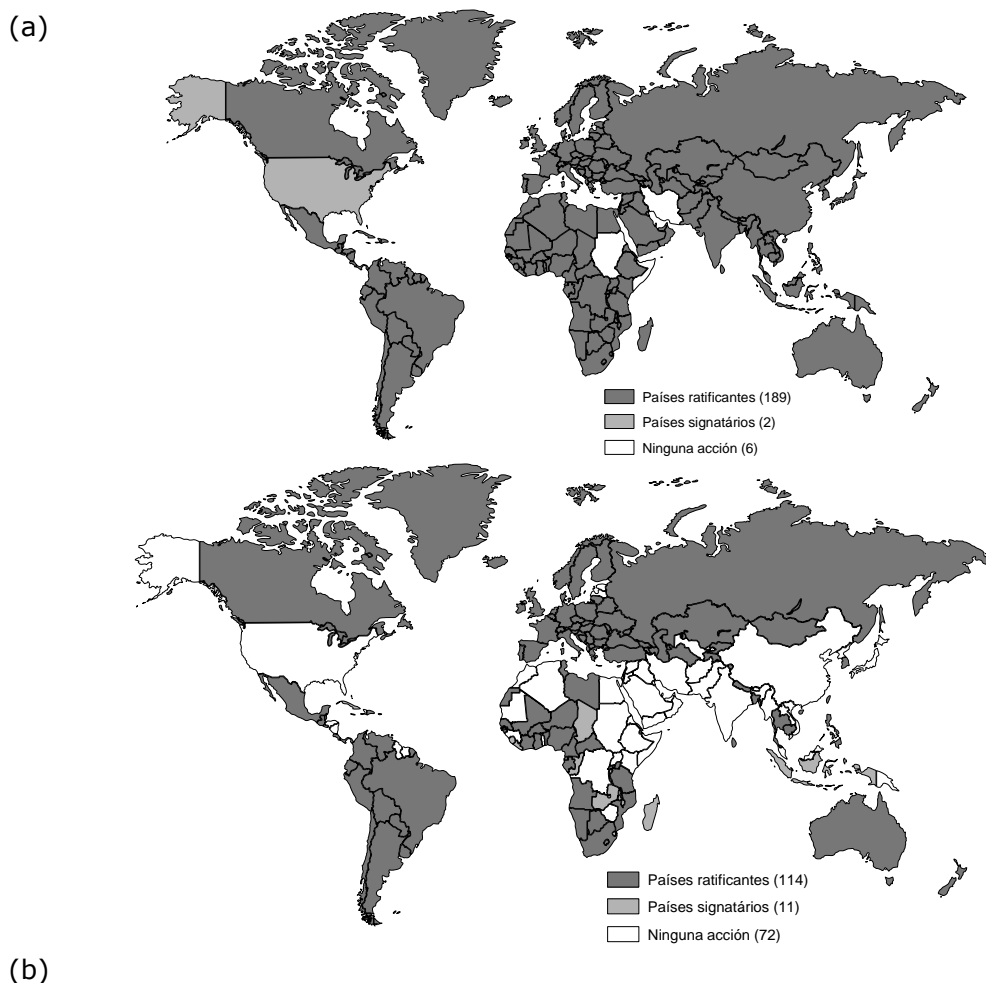 (a)
Países ratificantes (189)
Países signatários (2)
Ninguna acción (6)
Países ratificantes (114)
Países signatários (11)
Ninguna acción (72)
(b)